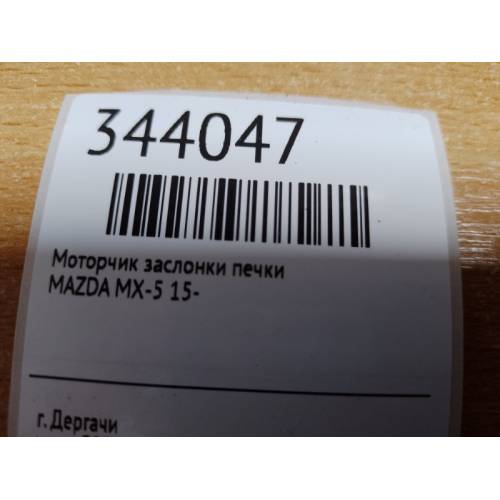 344047
Моторчик заслонки печки
MAZDA MX-5 15-
г. Дергачи